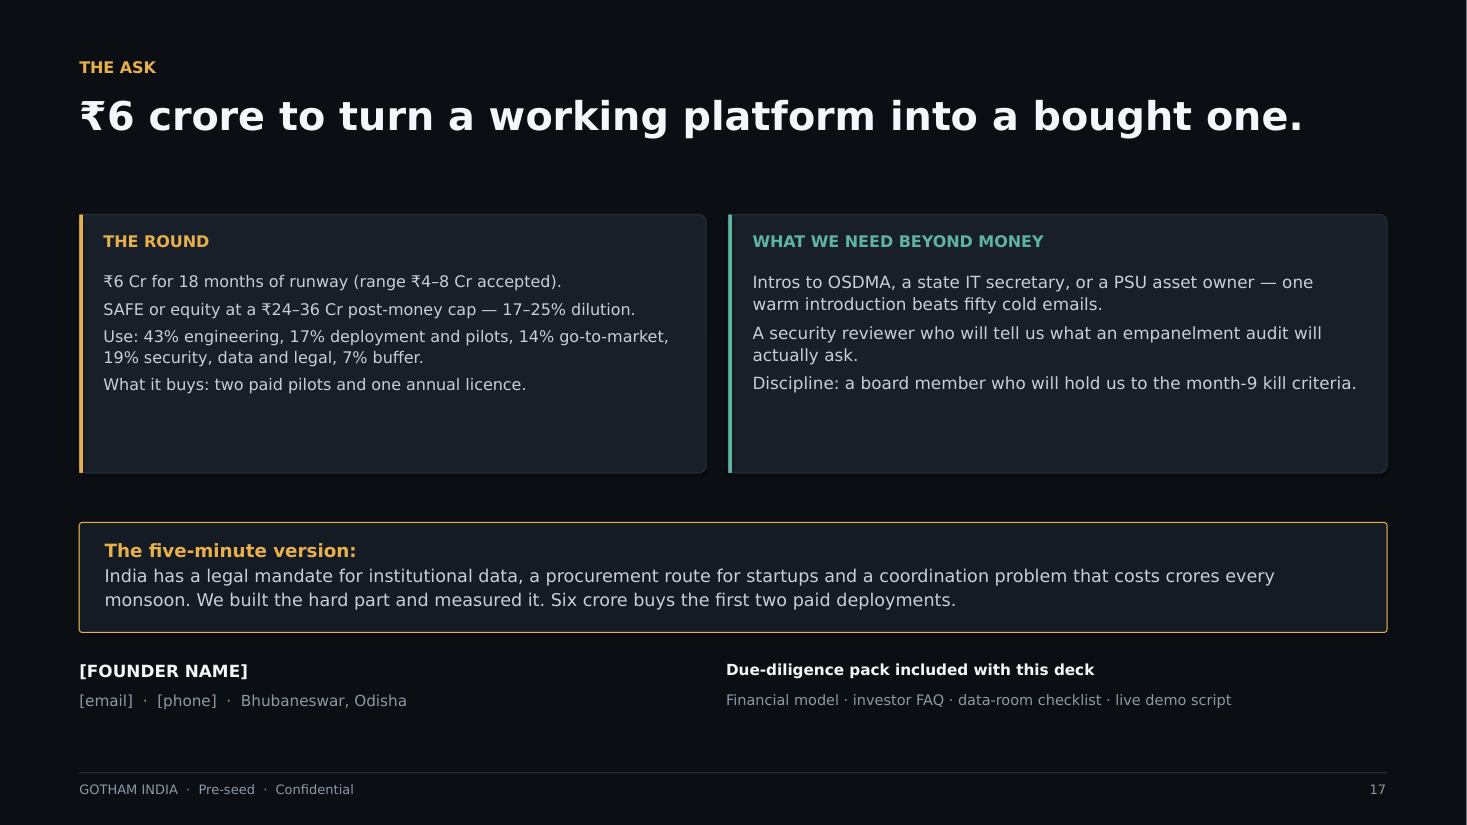 THE ASK
₹6 crore to turn a working platform into a bought one.
THE ROUND
₹6 Cr for 18 months of runway (range ₹4–8 Cr accepted).
SAFE or equity at a ₹24–36 Cr post-money cap — 17–25% dilution.
Use: 43% engineering, 17% deployment and pilots, 14% go-to-market,
19% security, data and legal, 7% buffer.
What it buys: two paid pilots and one annual licence.
WHAT WE NEED BEYOND MONEY
Intros to OSDMA, a state IT secretary, or a PSU asset owner — one
warm introduction beats fifty cold emails.
A security reviewer who will tell us what an empanelment audit will
actually ask.
Discipline: a board member who will hold us to the month-9 kill criteria.
The five-minute version:
India has a legal mandate for institutional data, a procurement route for startups and a coordination problem that costs crores every
monsoon. We built the hard part and measured it. Six crore buys the first two paid deployments.
[FOUNDER NAME]
[email] · [phone] · Bhubaneswar, Odisha
Due-diligence pack included with this deck
Financial model · investor FAQ · data-room checklist · live demo script
GOTHAM INDIA · Pre-seed · Confidential
17